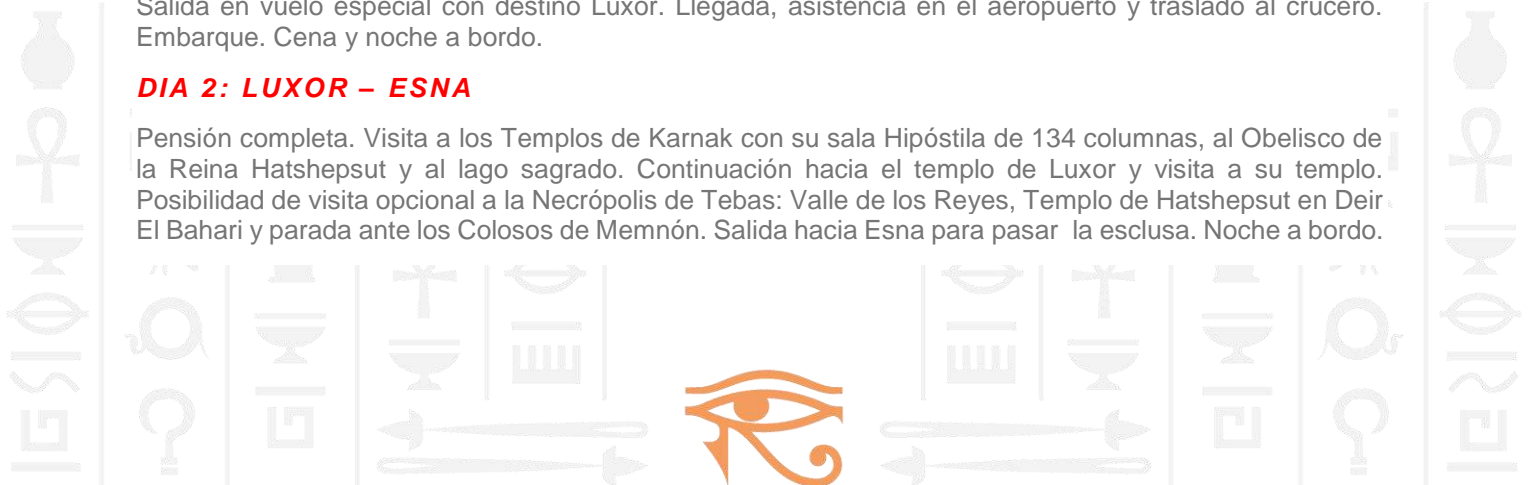 Salida en vuelo especial con destino Luxor. Llegada, asistencia en el aeropuerto y traslado al crucero.
Embarque. Cena y noche a bordo.
DIA 2: LUXOR – ESNA
Pensión completa. Visita a los Templos de Karnak con su sala Hipóstila de 134 columnas, al Obelisco de
la Reina Hatshepsut y al lago sagrado. Continuación hacia el templo de Luxor y visita a su templo.
Posibilidad de visita opcional a la Necrópolis de Tebas: Valle de los Reyes, Templo de Hatshepsut en Deir
El Bahari y parada ante los Colosos de Memnón. Salida hacia Esna para pasar la esclusa. Noche a bordo.